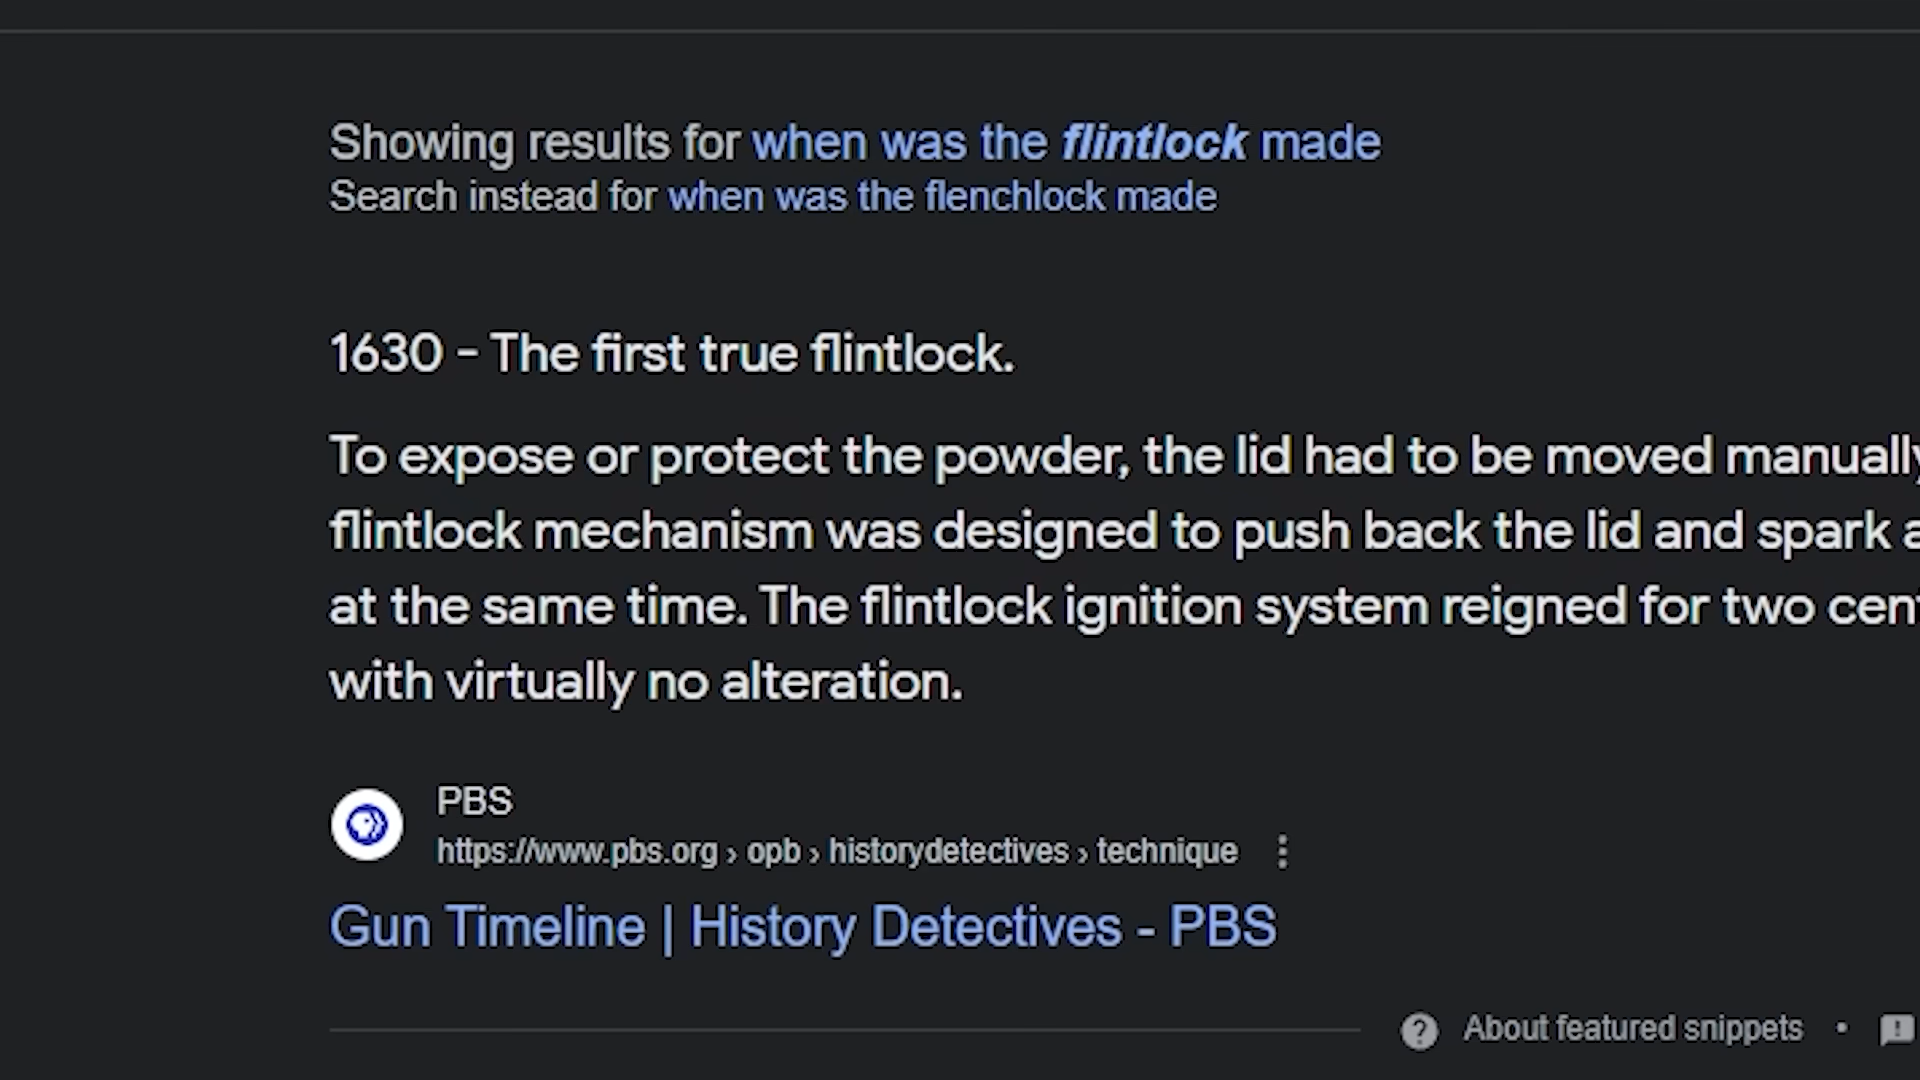 Showing results for when was the flintlock made
Search instead for when was the flenchlock made
1630 - The first true flintlock.
To expose or protect the powder, the lid had to be moved manually
flintlock mechanism was designed to push back the lid and spark a
at the same time. The flintlock ignition system reigned for two cent
with virtually no alteration.
PBS
https://www.pbs.org › opb › historydetectives › technique
Gun Timeline | History Detectives - PBS
About featured snippets •